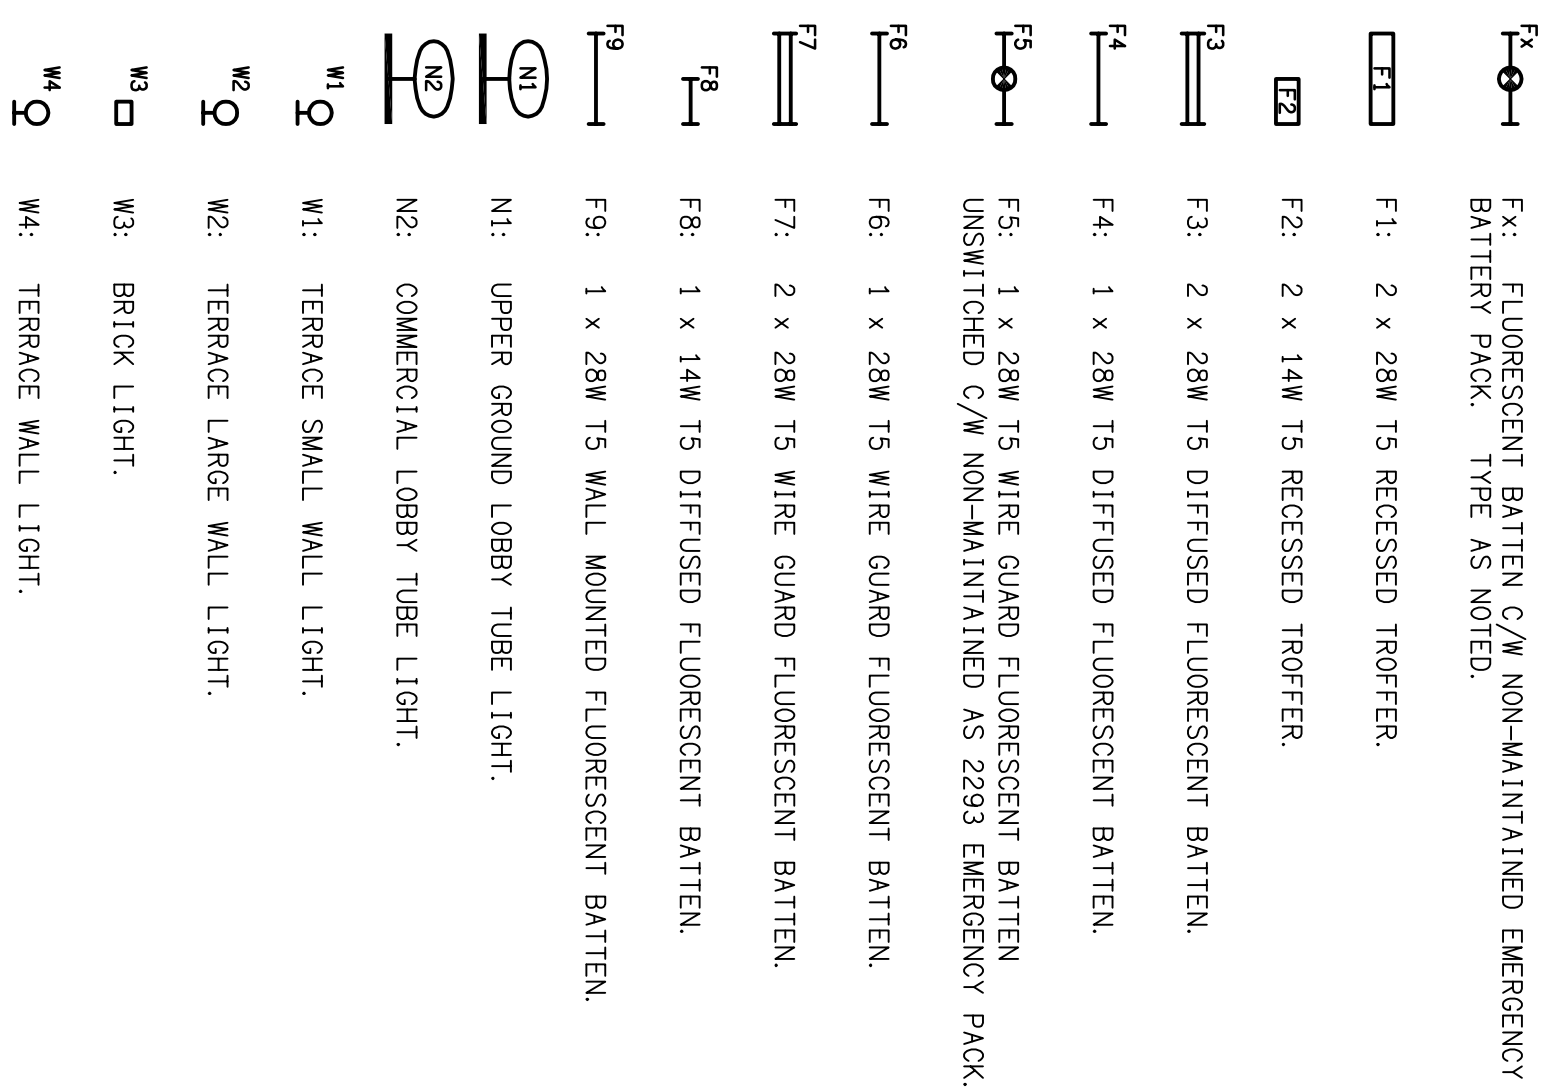 Fx Fx: FLUORESCENT BATTEN C/W NON-MAINTAINED EMERGENCY
BATTERY PACK. TYPE AS NOTED.
F1 F1: 2 x 28W T5 RECESSED TROFFER.
F2 F2: 2 x 14W T5 RECESSED TROFFER.
F3 F3: 2 x 28W T5 DIFFUSED FLUORESCENT BATTEN.
F4 F4: 1 x 28W T5 DIFFUSED FLUORESCENT BATTEN.
F5 F5: 1 x 28W T5 WIRE GUARD FLUORESCENT BATTEN
UNSWITCHED C/W NON-MAINTAINED AS 2293 EMERGENCY PACK.
F6 F6: 1 x 28W T5 WIRE GUARD FLUORESCENT BATTEN.
F7 F7: 2 x 28W T5 WIRE GUARD FLUORESCENT BATTEN.
F8 F8: 1 x 14W T5 DIFFUSED FLUORESCENT BATTEN.
F9 F9: 1 x 28W T5 WALL MOUNTED FLUORESCENT BATTEN.
N1 N1: UPPER GROUND LOBBY TUBE LIGHT.
N2 N2: COMMERCIAL LOBBY TUBE LIGHT.
W1 W1: TERRACE SMALL WALL LIGHT.
W2 W2: TERRACE LARGE WALL LIGHT.
W3 W3: BRICK LIGHT.
W4 W4: TERRACE WALL LIGHT.